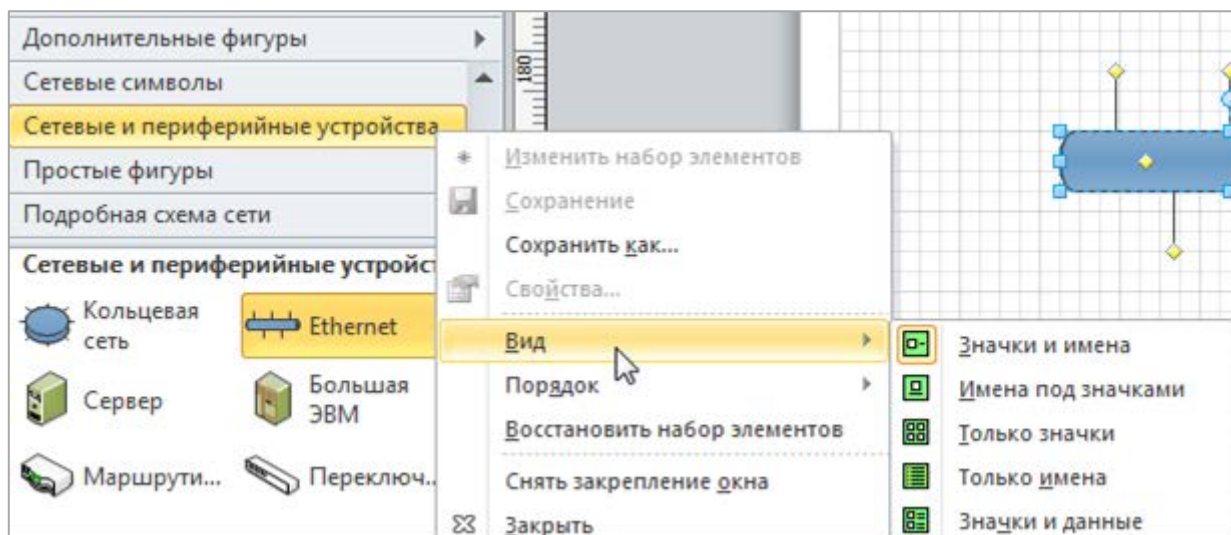 Дополнительные фигуры
Сетевые символы
Сетевые и периферийные устройства
Простые фигуры
Подробная схема сети
Сетевые и периферийные устройс
Кольцевая
сеть
Ethernet
Сервер
Большая
ЭВМ
Маршрути...
Переключ..
180
Изменить набор элементов
Сохранение
Сохранить как...
Свойства...
Вид
Порядок
Восстановить набор элементов
Снять закрепление окна
Закрыть
Значки и имена
Имена под значками
Только значки
Только имена
Значки и данные